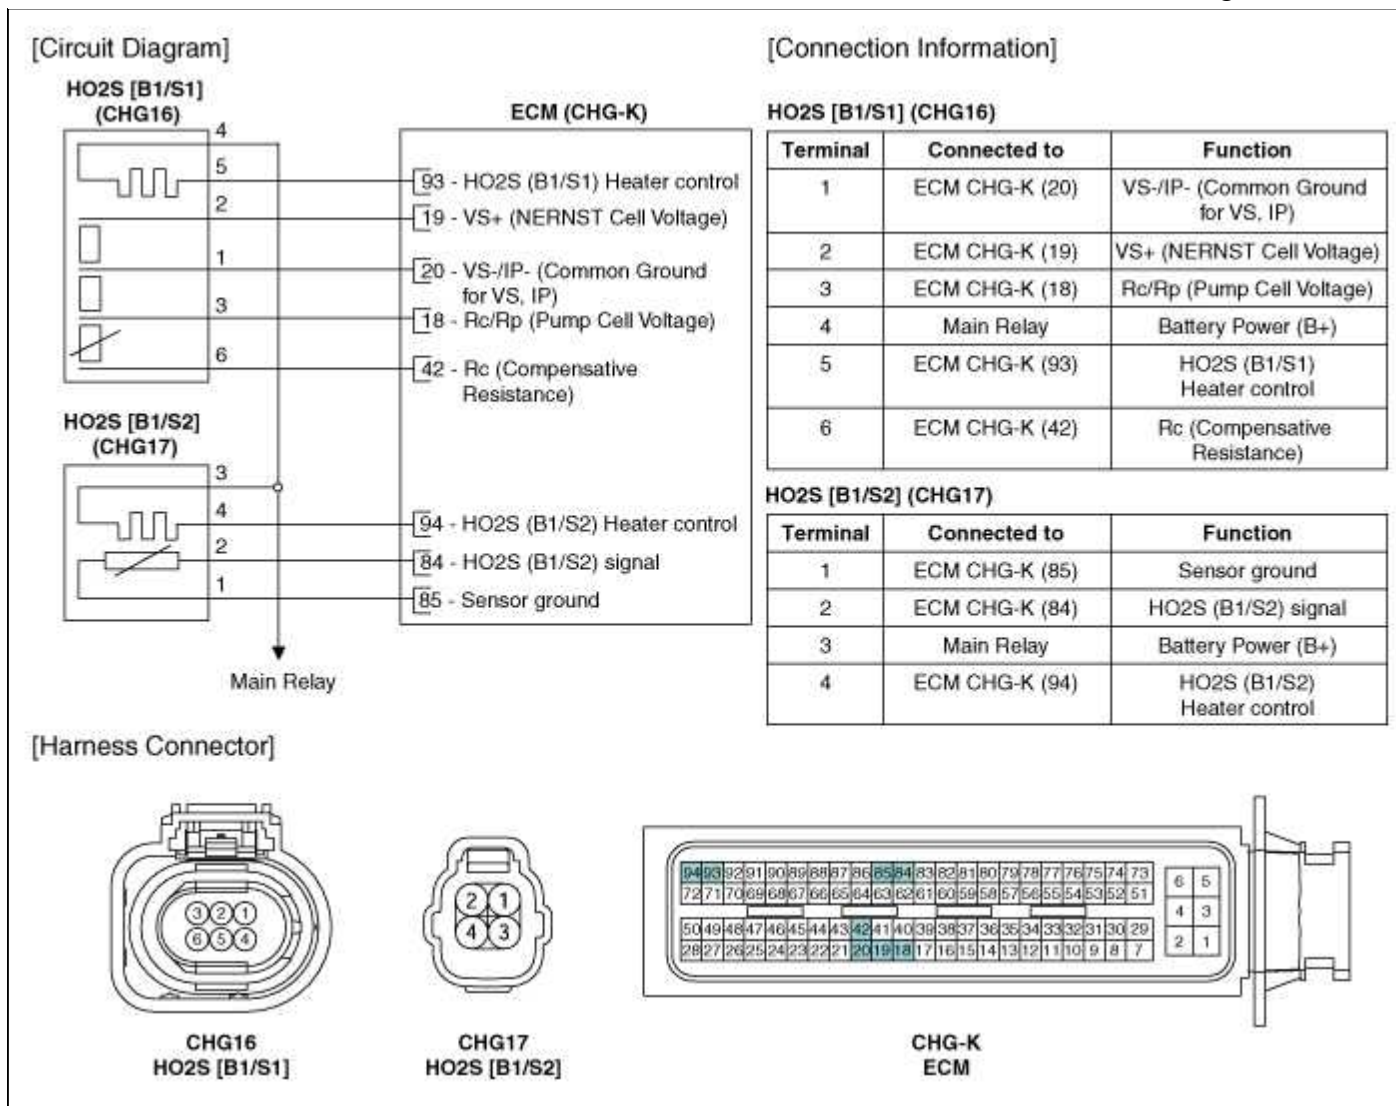 [Circuit Diagram]
HO2S [B1/S1]
(CHG16)
ECM (CHG-K)
4
5
93 - HO2S (B1/S1) Heater control
2
19 - VS+ (NERNST Cell Voltage)
1
20 - VS-/IP- (Common Ground
for VS, IP)
3
18 - Rc/Rp (Pump Cell Voltage)
6
42 - Rc (Compensative
Resistance)
HO2S [B1/S2]
(CHG17)
3
4
94 - HO2S (B1/S2) Heater control
2
84 - HO2S (B1/S2) signal
1
85 - Sensor ground
Main Relay
[Connection Information]
HO2S [B1/S1] (CHG16)
Terminal Connected to Function
1 ECM CHG-K (20) VS-/IP- (Common Ground
for VS, IP)
2 ECM CHG-K (19) VS+ (NERNST Cell Voltage)
3 ECM CHG-K (18) Rc/Rp (Pump Cell Voltage)
4 Main Relay Battery Power (B+)
5 ECM CHG-K (93) HO2S (B1/S1)
Heater control
6 ECM CHG-K (42) Rc (Compensative
Resistance)
HO2S [B1/S2] (CHG17)
Terminal Connected to Function
1 ECM CHG-K (85) Sensor ground
2 ECM CHG-K (84) HO2S (B1/S2) signal
3 Main Relay Battery Power (B+)
4 ECM CHG-K (94) HO2S (B1/S2)
Heater control
[Harness Connector]
3 2 1
6 5 4
CHG16
HO2S [B1/S1]
2 1
4 3
CHG17
HO2S [B1/S2]
94 93 92 91 90 89 88 87 86 85 84 83 82 81 80 79 78 77 76 75 74 73
72 71 70 69 68 67 66 65 64 63 62 61 60 59 58 57 56 55 54 53 52 51
50 49 48 47 46 45 44 43 42 41 40 39 38 37 36 35 34 33 32 31 30 29
28 27 26 25 24 23 22 21 20 19 18 17 16 15 14 13 12 11 10 9 8 7
6 5
4 3
2 1
CHG-K
ECM